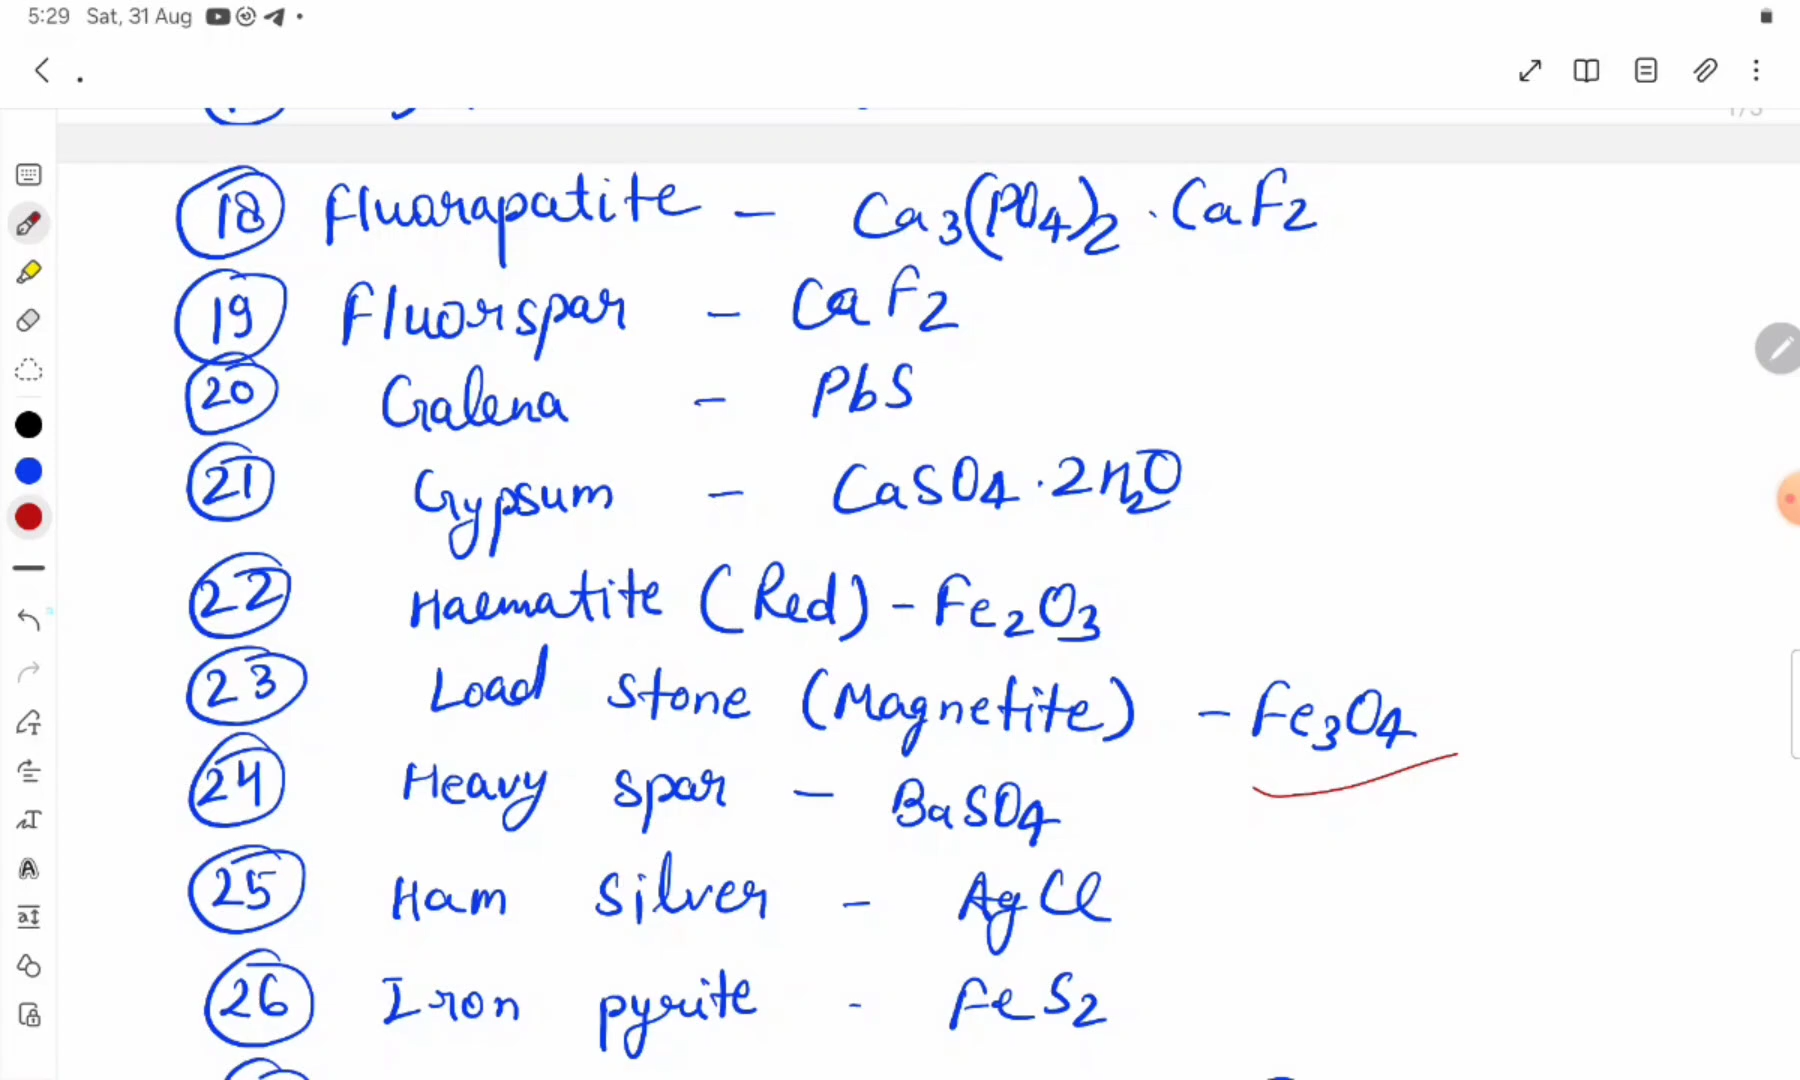 5:29 Sat, 31 Aug
18 Fluorapatite - Ca3(PO4)2 . CaF2
19 Fluorspar - CaF2
20 Galena - PbS
21 Gypsum - CaSO4 . 2H2O
22 Haematite (Red) - Fe2O3
23 Load stone (Magnetite) - Fe3O4
24 Heavy spar - BaSO4
25 Ham silver - AgCl
26 Iron pyrite - FeS2